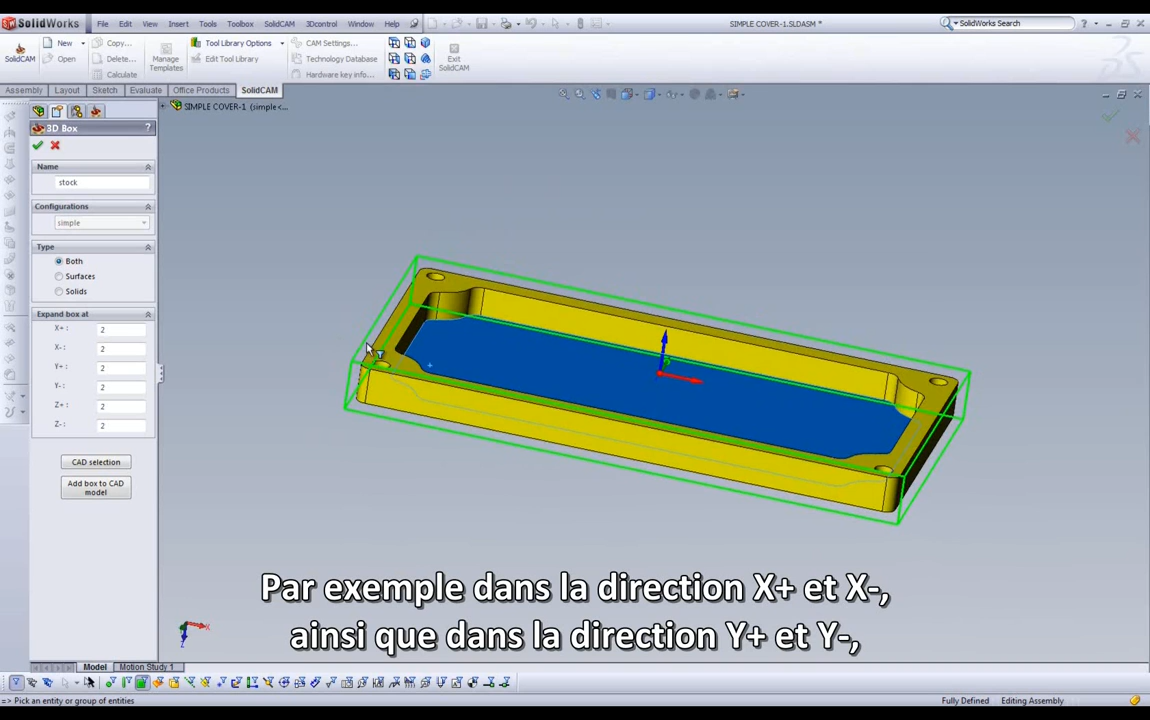 SolidWorks
File Edit View Insert Tools Toolbox SolidCAM 3Dcontrol Window Help
SIMPLE COVER-1.SLDASM *
SolidWorks Search
SolidCAM
New
Open
Copy...
Delete...
Calculate
Manage Templates
Tool Library Options
Edit Tool Library
CAM Settings...
Technology Database
Hardware key info...
Exit SolidCAM
Assembly Layout Sketch Evaluate Office Products SolidCAM
SIMPLE COVER-1 (simple<...
3D Box ?
Name
stock
Configurations
simple
Type
Both
Surfaces
Solids
Expand box at
X+: 2
X-: 2
Y+: 2
Y-: 2
Z+: 2
Z-: 2
CAD selection
Add box to CAD
model
Par exemple dans la direction X+ et X-,
ainsi que dans la direction Y+ et Y-,
X
Z
Model Motion Study 1
=> Pick an entity or group of entities
Fully Defined Editing Assembly